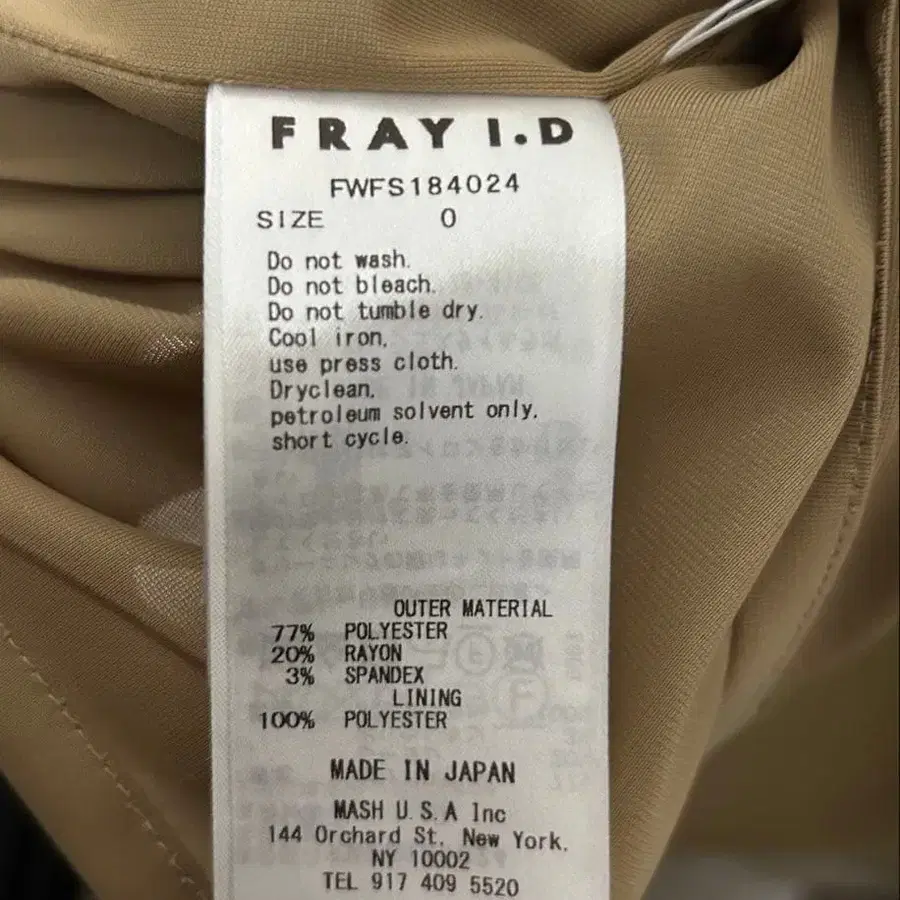 FRAY I.D
FWFS184024
SIZE 0
Do not wash.
Do not bleach.
Do not tumble dry.
Cool iron,
use press cloth.
Dryclean,
petroleum solvent only,
short cycle.
OUTER MATERIAL
77% POLYESTER
20% RAYON
3% SPANDEX
LINING
100% POLYESTER
MADE IN JAPAN
MASH U.S.A Inc
144 Orchard St, New York,
NY 10002
TEL 917 409 5520